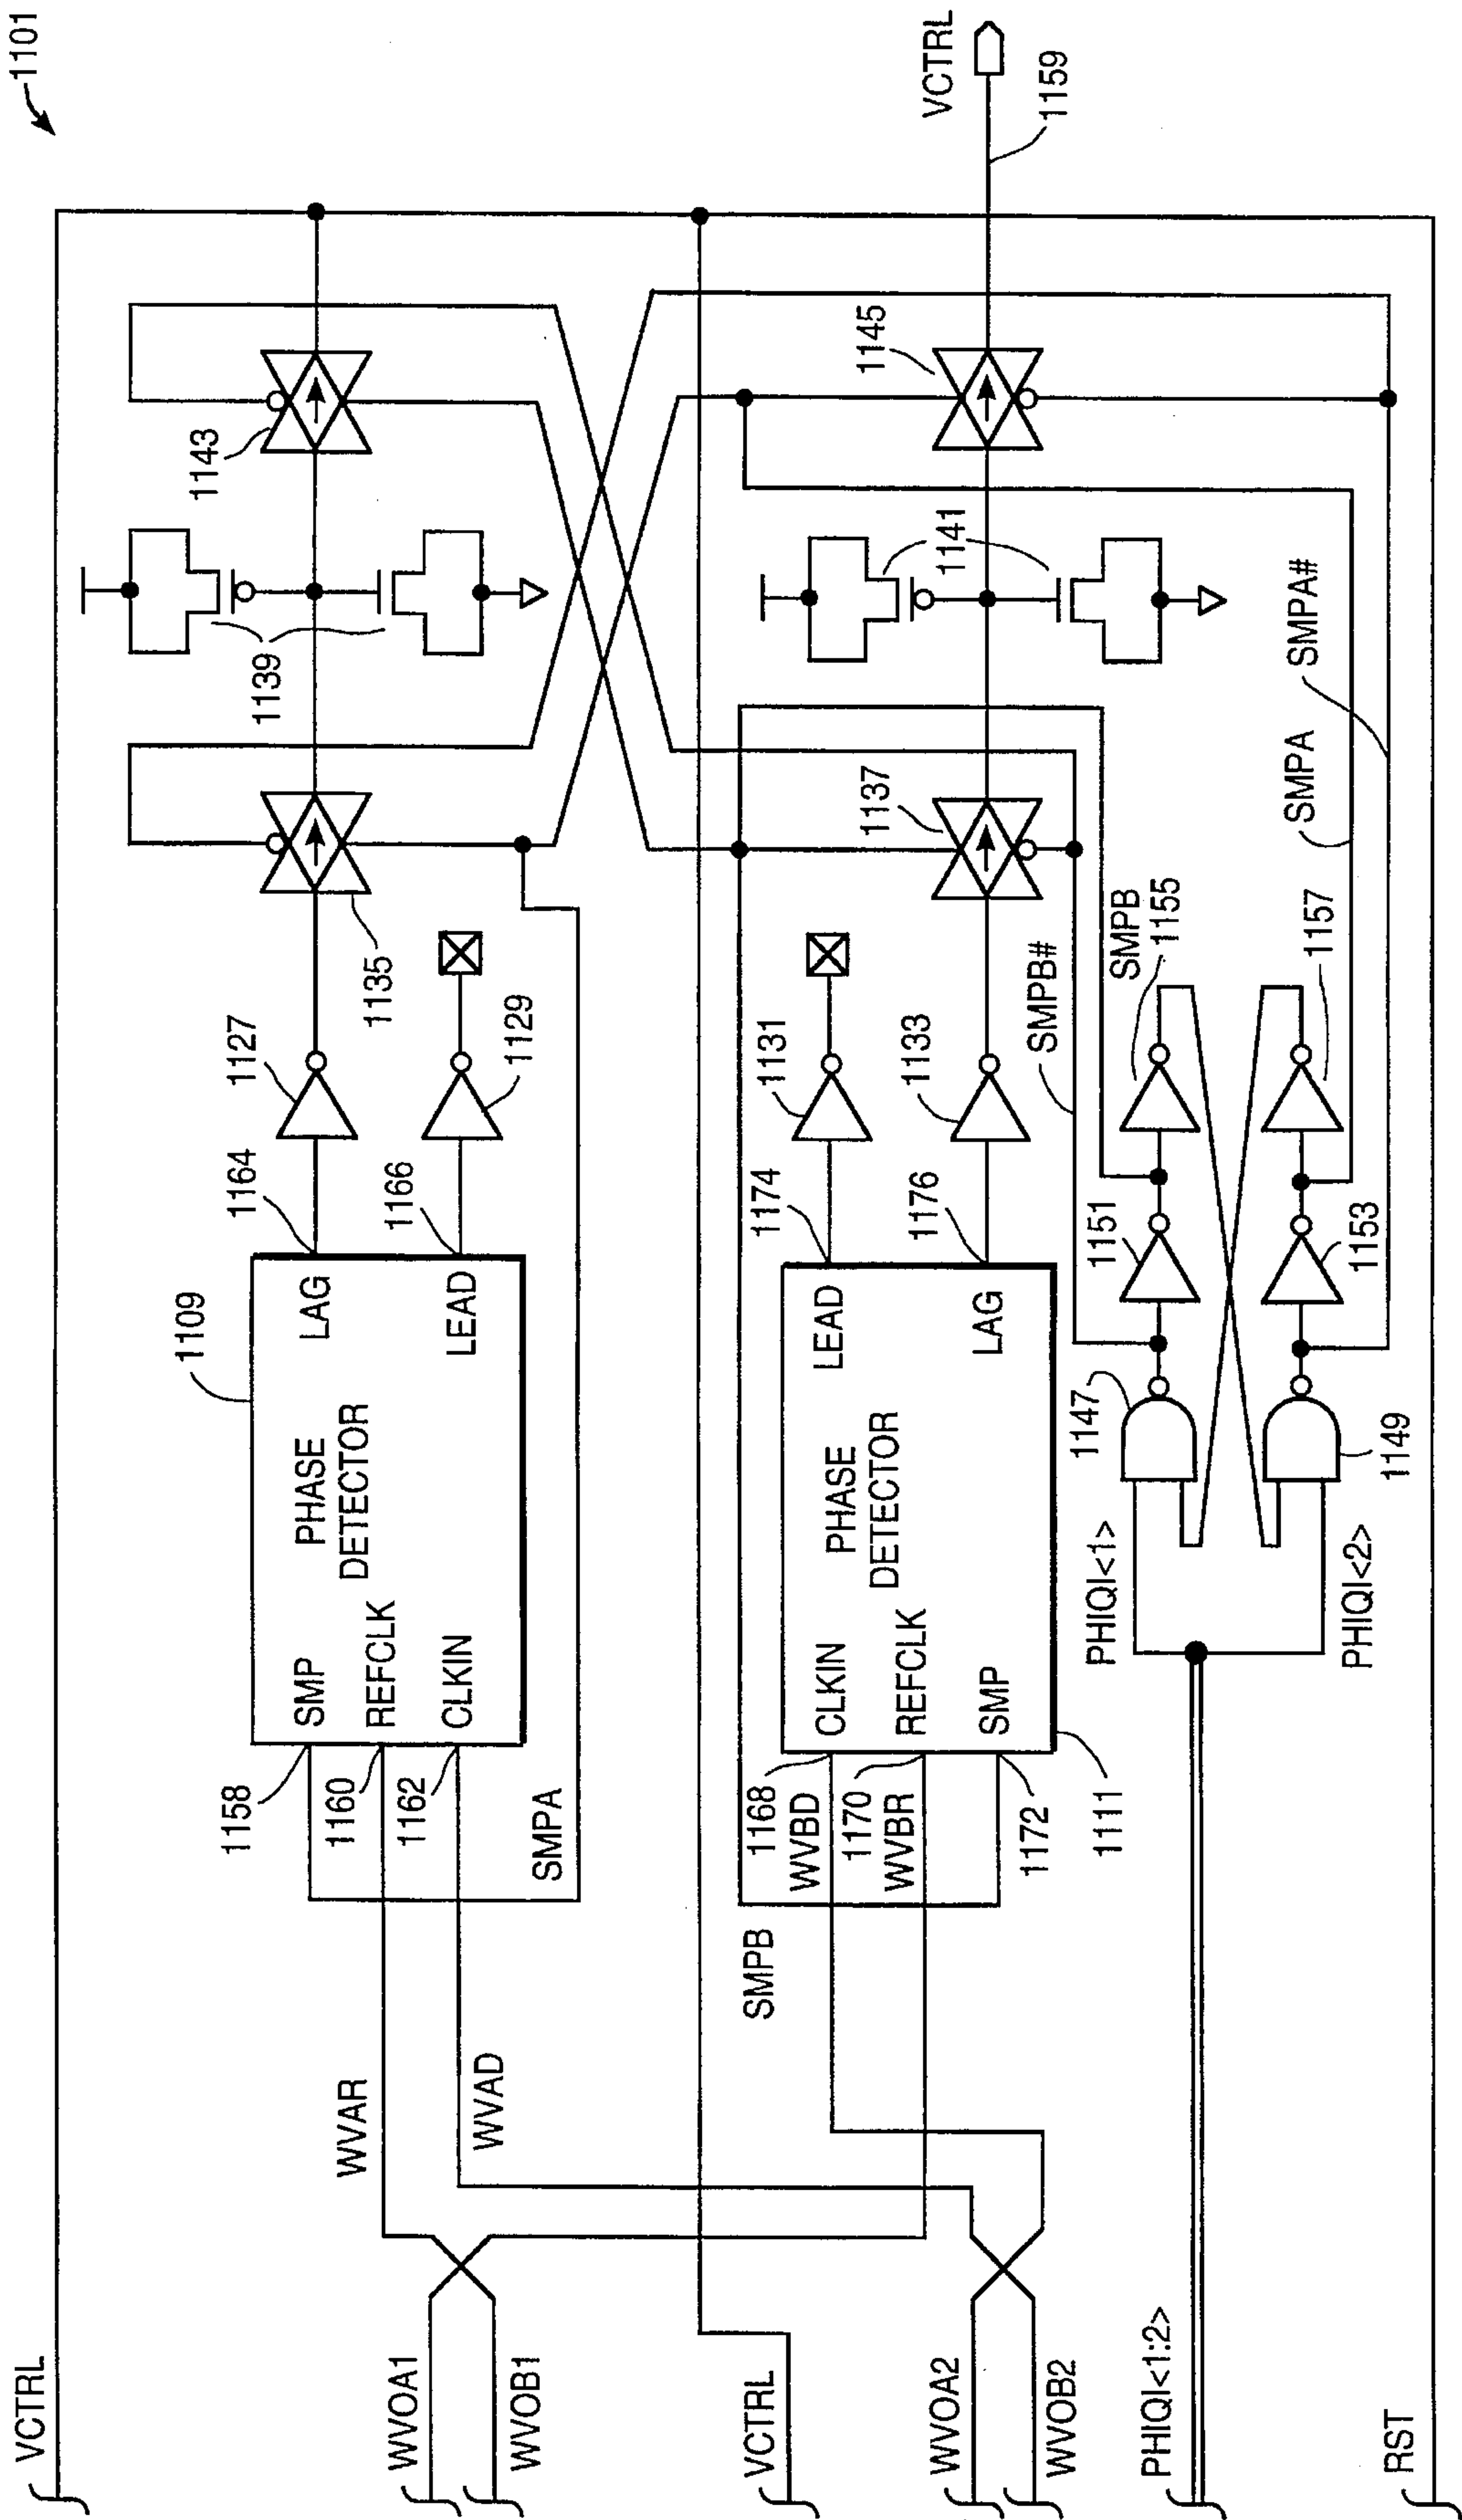 1101
VCTRL
VCTRL
1159
1143
1145
1139
1141
SMPA#
SMPA
1135
1137
1127
1129
1131
1133
SMPB#
SMPB
1155
1157
1164
1166
1174
1176
1151
1153
1109
LAG
LEAD
PHASE
DETECTOR
SMP
REFCLK
CLKIN
LEAD
LAG
PHASE
DETECTOR
CLKIN
REFCLK
SMP
1147
1149
PHIQI<1>
PHIQI<2>
1158
1160
1162
SMPA
1168
WVBD
1170
WVBR
1172
1111
SMPB
WVAR
WVAD
WVOA1
WVOB1
VCTRL
WVOA2
WVOB2
PHIQI<1:2>
RST